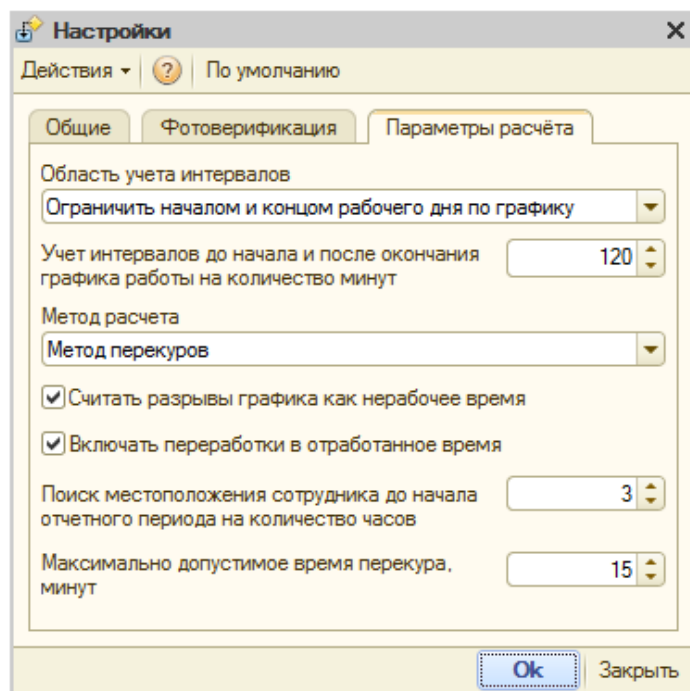 Настройки
Действия По умолчанию
Общие Фотоверификация Параметры расчёта
Область учета интервалов
Ограничить началом и концом рабочего дня по графику
Учет интервалов до начала и после окончания
графика работы на количество минут
120
Метод расчета
Метод перекуров
Считать разрывы графика как нерабочее время
Включать переработки в отработанное время
Поиск местоположения сотрудника до начала
отчетного периода на количество часов
3
Максимально допустимое время перекура,
минут
15
Ok Закрыть